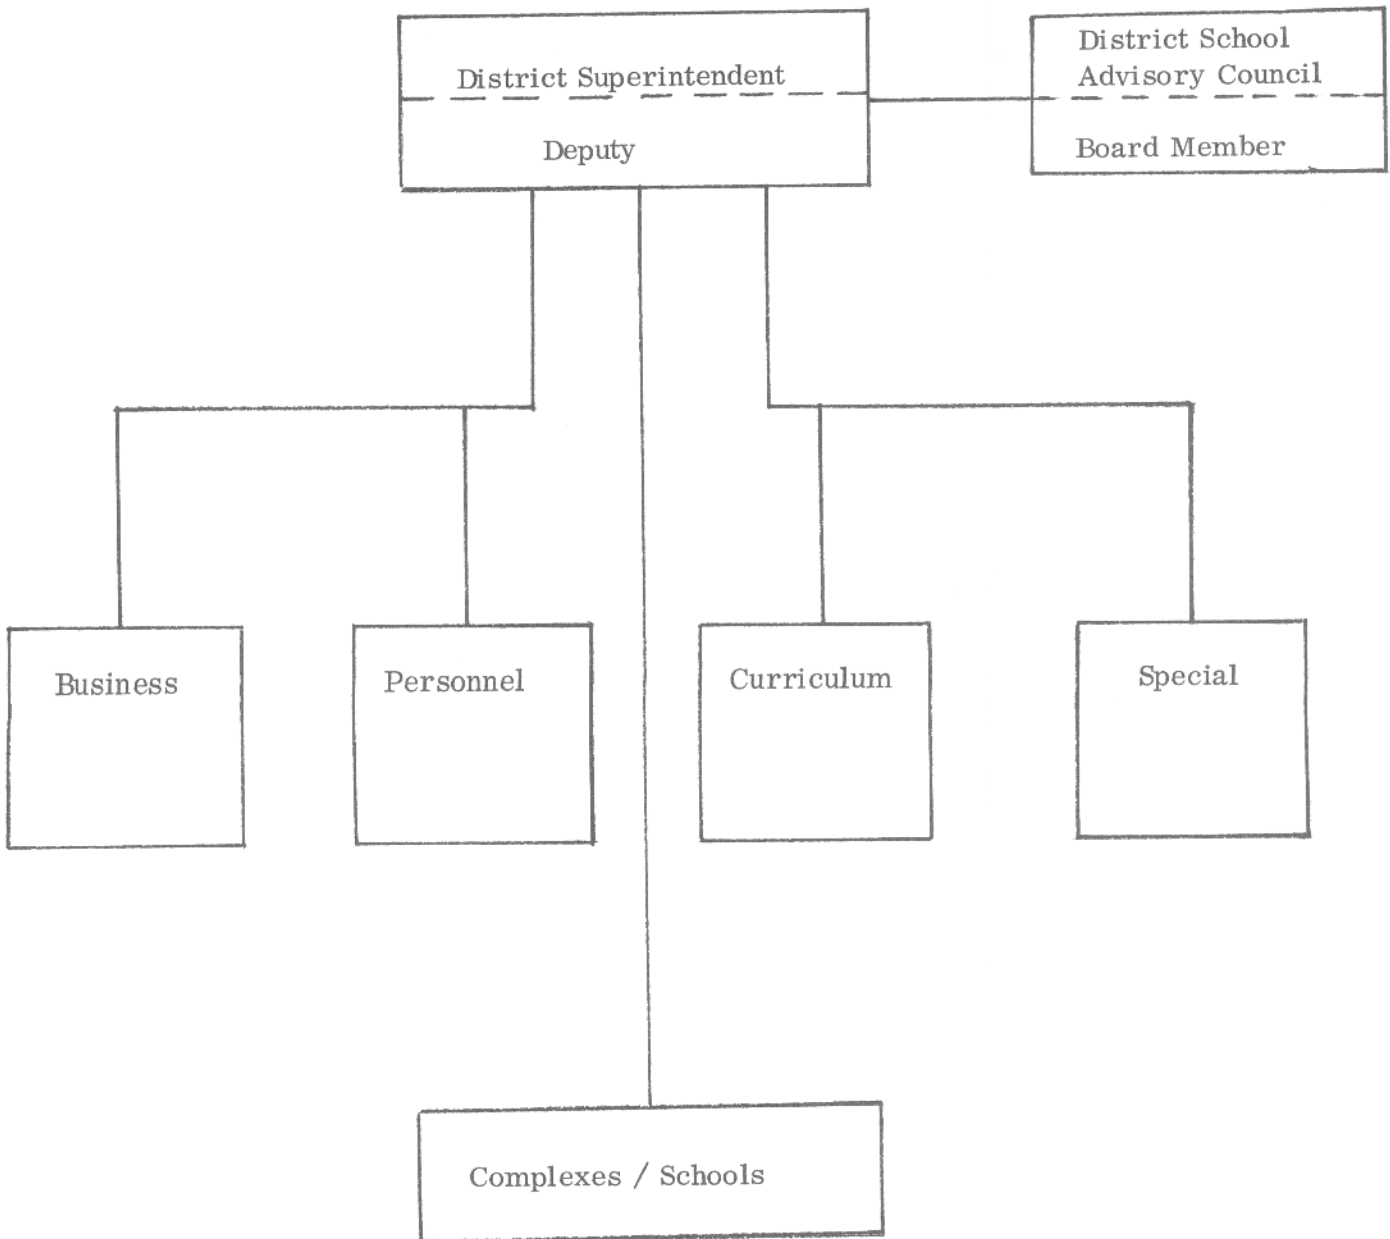 District Superintendent
Deputy
District School
Advisory Council
Board Member
Business
Personnel
Curriculum
Special
Complexes / Schools